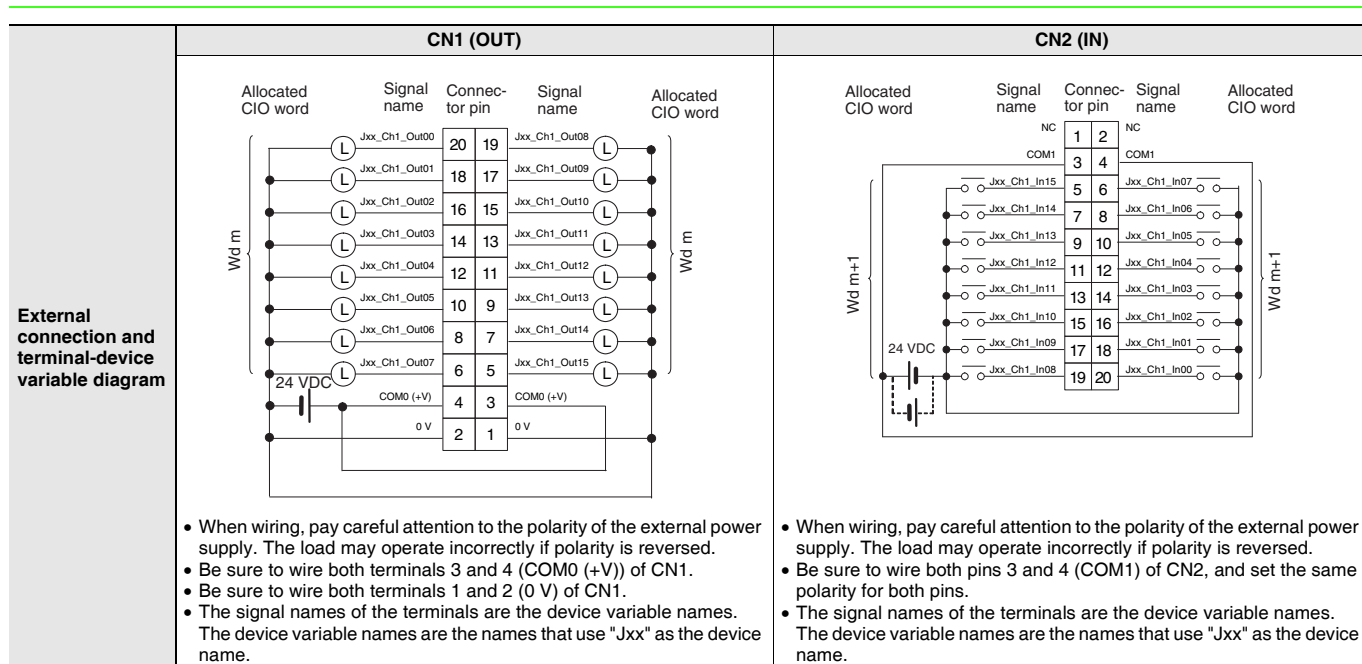 CN1 (OUT)
CN2 (IN)
External
connection and
terminal-device
variable diagram
Allocated
CIO word
Signal
name
Connec-
tor pin
Signal
name
Allocated
CIO word
Wd m
L Jxx_Ch1_Out00 20 19 Jxx_Ch1_Out08 L
L Jxx_Ch1_Out01 18 17 Jxx_Ch1_Out09 L
L Jxx_Ch1_Out02 16 15 Jxx_Ch1_Out10 L
L Jxx_Ch1_Out03 14 13 Jxx_Ch1_Out11 L
L Jxx_Ch1_Out04 12 11 Jxx_Ch1_Out12 L
L Jxx_Ch1_Out05 10 9 Jxx_Ch1_Out13 L
L Jxx_Ch1_Out06 8 7 Jxx_Ch1_Out14 L
L Jxx_Ch1_Out07 6 5 Jxx_Ch1_Out15 L
Wd m
24 VDC
COM0 (+V) 4 3 COM0 (+V)
0 V 2 1 0 V
• When wiring, pay careful attention to the polarity of the external power
supply. The load may operate incorrectly if polarity is reversed.
• Be sure to wire both terminals 3 and 4 (COM0 (+V)) of CN1.
• Be sure to wire both terminals 1 and 2 (0 V) of CN1.
• The signal names of the terminals are the device variable names.
The device variable names are the names that use "Jxx" as the device
name.
Allocated
CIO word
Signal
name
Connec-
tor pin
Signal
name
Allocated
CIO word
NC 1 2 NC
COM1 3 4 COM1
Wd m+1
Jxx_Ch1_In15 5 6 Jxx_Ch1_In07
Jxx_Ch1_In14 7 8 Jxx_Ch1_In06
Jxx_Ch1_In13 9 10 Jxx_Ch1_In05
Jxx_Ch1_In12 11 12 Jxx_Ch1_In04
Jxx_Ch1_In11 13 14 Jxx_Ch1_In03
Jxx_Ch1_In10 15 16 Jxx_Ch1_In02
Jxx_Ch1_In09 17 18 Jxx_Ch1_In01
Jxx_Ch1_In08 19 20 Jxx_Ch1_In00
Wd m+1
24 VDC
• When wiring, pay careful attention to the polarity of the external power
supply. The load may operate incorrectly if polarity is reversed.
• Be sure to wire both pins 3 and 4 (COM1) of CN2, and set the same
polarity for both pins.
• The signal names of the terminals are the device variable names.
The device variable names are the names that use "Jxx" as the device
name.